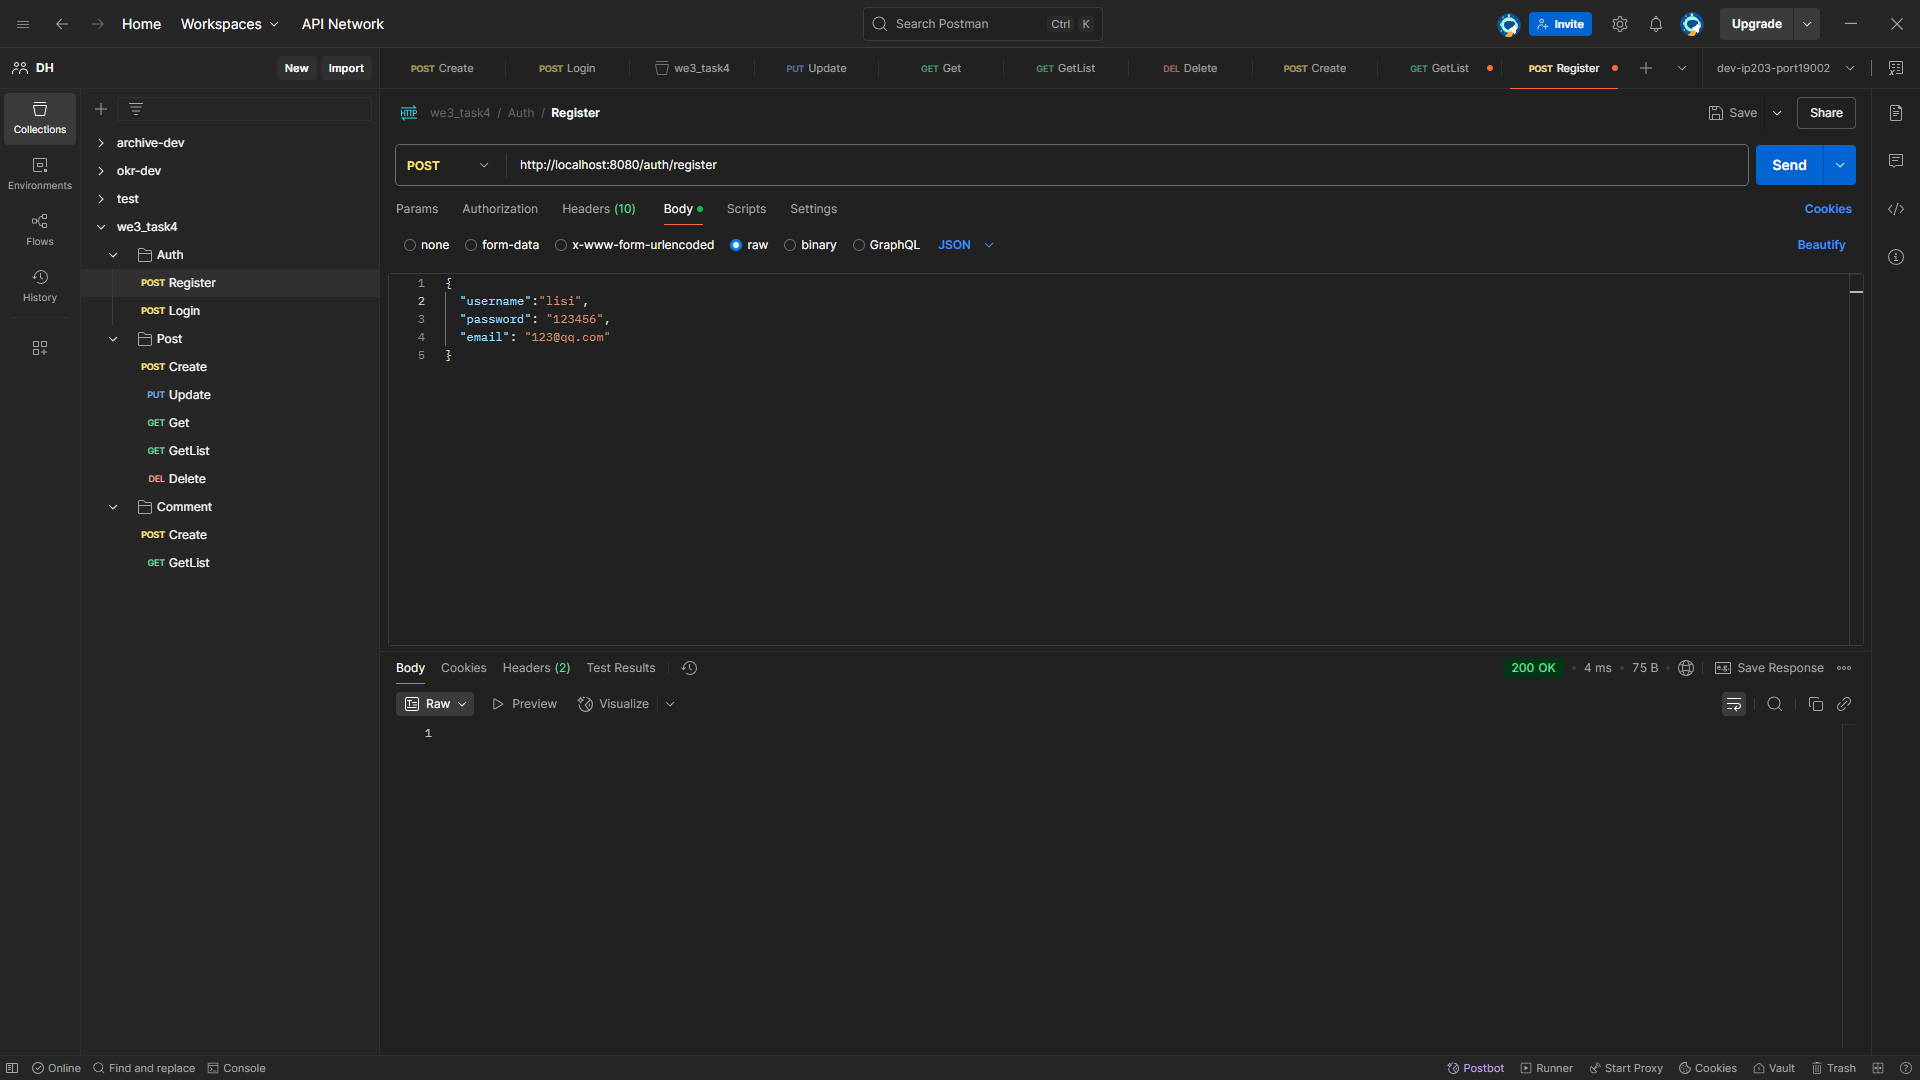 Home Workspaces API Network Search Postman Ctrl K Invite Upgrade
DH New Import
POST Create POST Login we3_task4 PUT Update GET Get GET GetList DEL Delete POST Create GET GetList POST Register dev-ip203-port19002
Collections
Environments
Flows
History
archive-dev
okr-dev
test
we3_task4
Auth
POST Register
POST Login
Post
POST Create
PUT Update
GET Get
GET GetList
DEL Delete
Comment
POST Create
GET GetList
HTTP we3_task4 / Auth / Register Save Share
POST http://localhost:8080/auth/register Send
Params Authorization Headers (10) Body Scripts Settings Cookies
none form-data x-www-form-urlencoded raw binary GraphQL JSON Beautify
1 {
2 "username":"lisi",
3 "password": "123456",
4 "email": "123@qq.com"
5 }
Body Cookies Headers (2) Test Results 200 OK • 4 ms • 75 B • e.g. Save Response
Raw Preview Visualize
1
Online Find and replace Console Postbot Runner Start Proxy Cookies Vault Trash